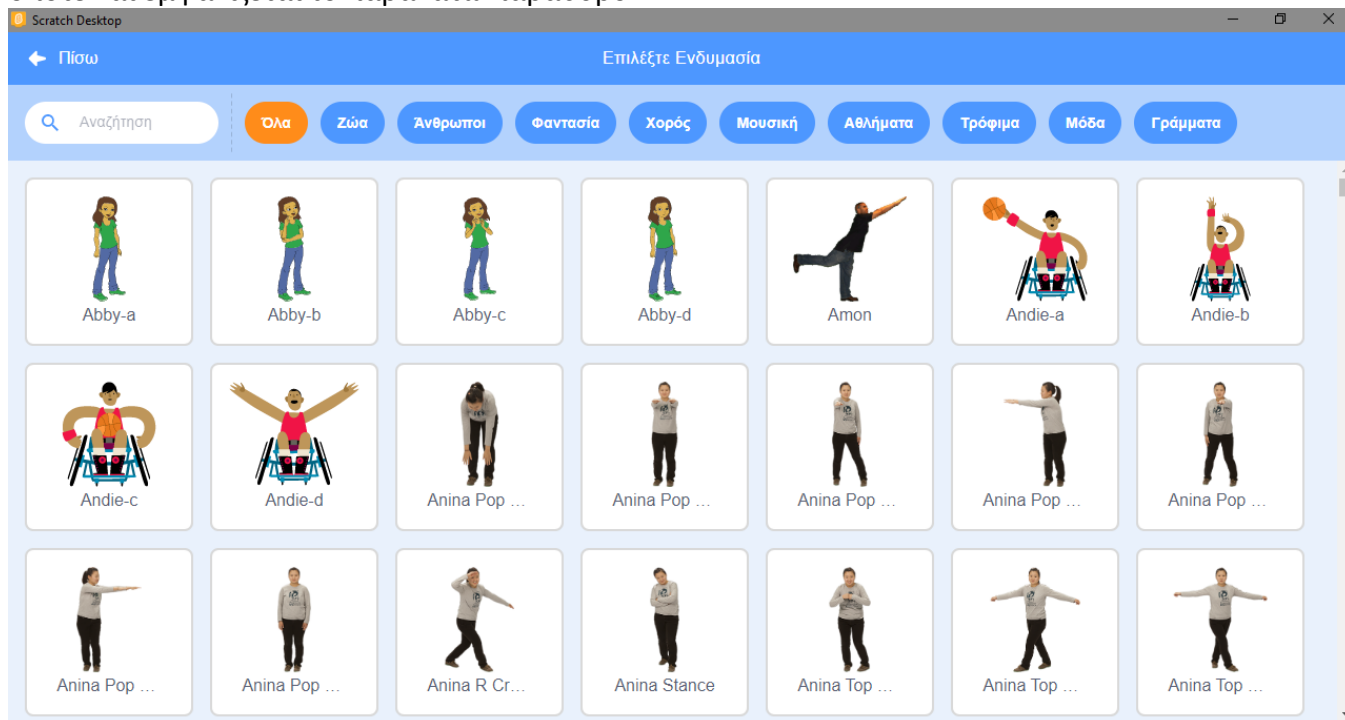 Scratch Desktop
Πίσω
Επιλέξτε Ενδυμασία
Αναζήτηση
Όλα
Ζώα
Άνθρωποι
Φαντασία
Χορός
Μουσική
Αθλήματα
Τρόφιμα
Μόδα
Γράμματα
Abby-a
Abby-b
Abby-c
Abby-d
Amon
Andie-a
Andie-b
Andie-c
Andie-d
Anina Pop ...
Anina Pop ...
Anina Pop ...
Anina Pop ...
Anina Pop ...
Anina Pop ...
Anina Pop ...
Anina R Cr...
Anina Stance
Anina Top ...
Anina Top ...
Anina Top ...